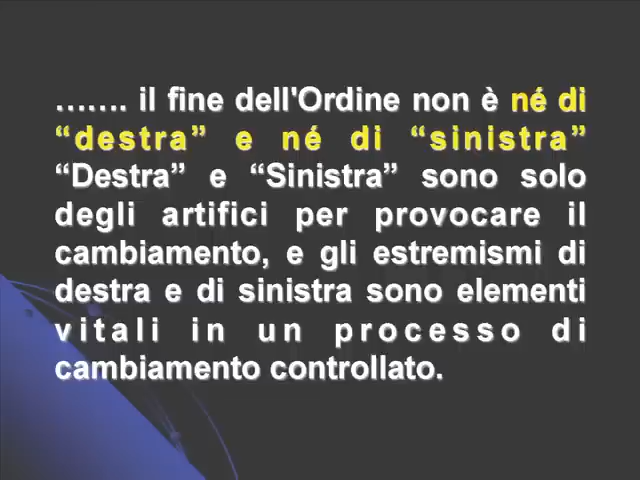 ....... il fine dell'Ordine non è né di
“destra” e né di “sinistra”
“Destra” e “Sinistra” sono solo
degli artifici per provocare il
cambiamento, e gli estremismi di
destra e di sinistra sono elementi
vitali in un processo di
cambiamento controllato.